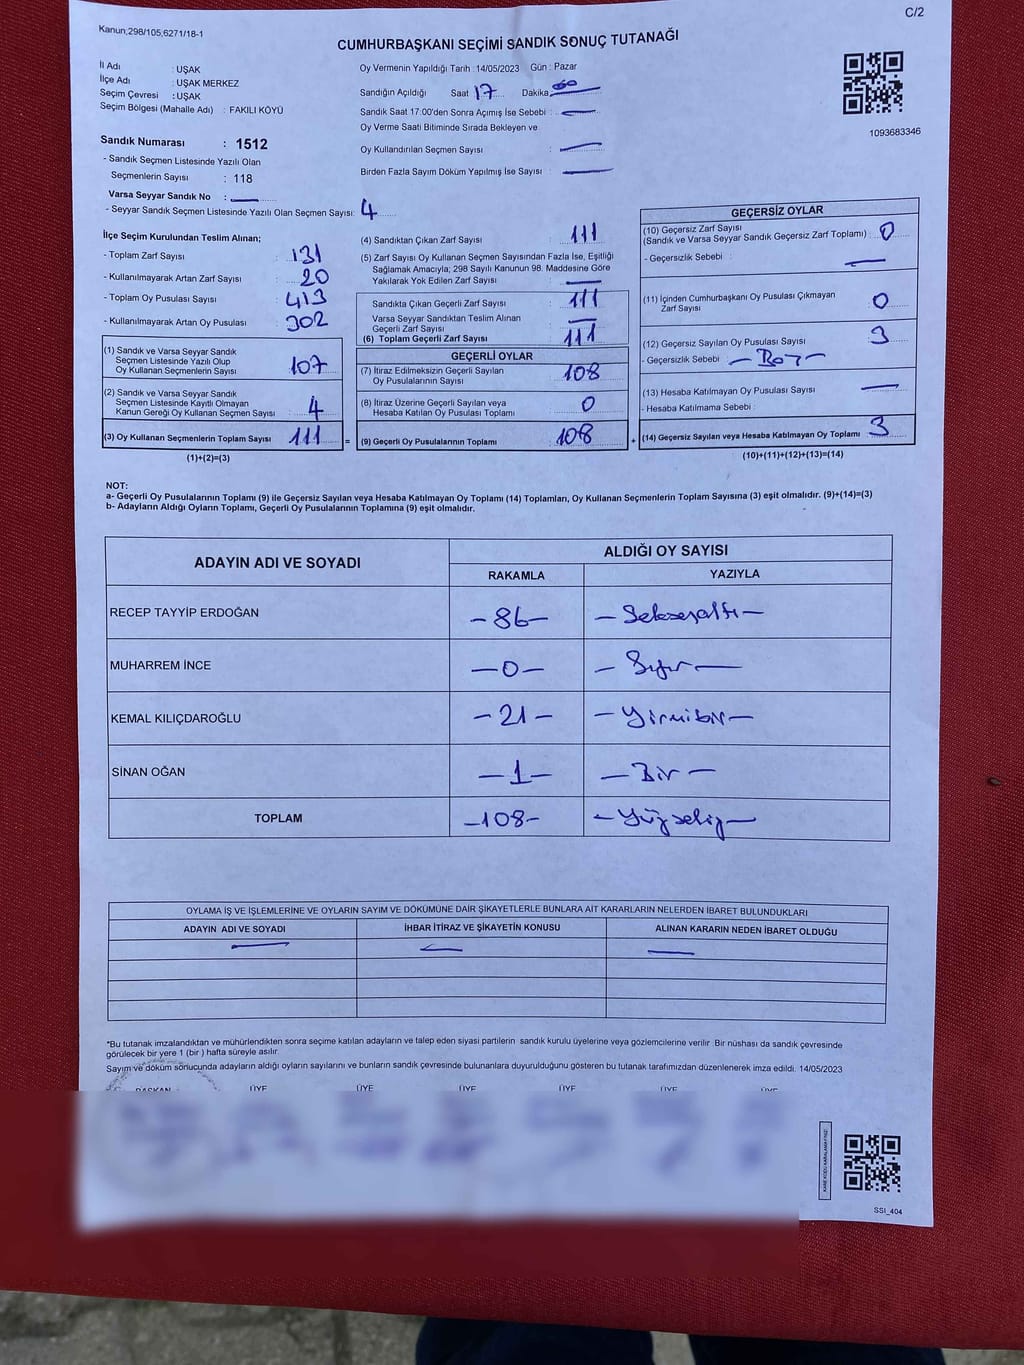 C/2
Kanun,298/105,6271/18-1
CUMHURBAŞKANI SEÇİMİ SANDIK SONUÇ TUTANAĞI
1093683346
İl Adı : UŞAK
İlçe Adı : UŞAK MERKEZ
Seçim Çevresi : UŞAK
Seçim Bölgesi (Mahalle Adı) : FAKILI KÖYÜ
Sandık Numarası : 1512
- Sandık Seçmen Listesinde Yazılı Olan
Seçmenlerin Sayısı : 118
Varsa Seyyar Sandık No :
- Seyyar Sandık Seçmen Listesinde Yazılı Olan Seçmen Sayısı: 4
Oy Vermenin Yapıldığı Tarih : 14/05/2023 Gün : Pazar
Sandığın Açıldığı Saat 17 Dakika: 00
Sandık Saat 17:00'den Sonra Açımış İse Sebebi : —
Oy Verme Saati Bitiminde Sırada Bekleyen ve
Oy Kullandırılan Seçmen Sayısı : —
Birden Fazla Sayım Döküm Yapılmış İse Sayısı : —
İlçe Seçim Kurulundan Teslim Alınan;
- Toplam Zarf Sayısı : 131
- Kullanılmayarak Artan Zarf Sayısı : 20
- Toplam Oy Pusulası Sayısı : 413
- Kullanılmayarak Artan Oy Pusulası : 302
(1) Sandık ve Varsa Seyyar Sandık
Seçmen Listesinde Yazılı Olup
Oy Kullanan Seçmenlerin Sayısı : 107
(2) Sandık ve Varsa Seyyar Sandık
Seçmen Listesinde Kayıtlı Olmayan
Kanun Gereği Oy Kullanan Seçmen Sayısı : 4
(3) Oy Kullanan Seçmenlerin Toplam Sayısı : 111 =
(1)+(2)=(3)
(4) Sandıktan Çıkan Zarf Sayısı : 111
(5) Zarf Sayısı Oy Kullanan Seçmen Sayısından Fazla İse, Eşitliği
Sağlamak Amacıyla; 298 Sayılı Kanunun 98. Maddesine Göre
Yakılarak Yok Edilen Zarf Sayısı : —
Sandıkta Çıkan Geçerli Zarf Sayısı : 111
Varsa Seyyar Sandıktan Teslim Alınan
Geçerli Zarf Sayısı : —
(6) Toplam Geçerli Zarf Sayısı : 111
GEÇERLİ OYLAR
(7) İtiraz Edilmeksizin Geçerli Sayılan
Oy Pusulalarının Sayısı : 108
(8) İtiraz Üzerine Geçerli Sayılan veya
Hesaba Katılan Oy Pusulası Toplamı : 0
(9) Geçerli Oy Pusulalarının Toplamı : 108 +
GEÇERSİZ OYLAR
(10) Geçersiz Zarf Sayısı
(Sandık ve Varsa Seyyar Sandık Geçersiz Zarf Toplamı) : 0
- Geçersizlik Sebebi : —
(11) İçinden Cumhurbaşkanı Oy Pusulası Çıkmayan
Zarf Sayısı : 0
(12) Geçersiz Sayılan Oy Pusulası Sayısı : 3
- Geçersizlik Sebebi :
(13) Hesaba Katılmayan Oy Pusulası Sayısı : —
- Hesaba Katılmama Sebebi :
(14) Geçersiz Sayılan veya Hesaba Katılmayan Oy Toplamı : 3
(10)+(11)+(12)+(13)=(14)
NOT:
a- Geçerli Oy Pusulalarının Toplamı (9) ile Geçersiz Sayılan veya Hesaba Katılmayan Oy Toplamı (14) Toplamları, Oy Kullanan Seçmenlerin Toplam Sayısına (3) eşit olmalıdır. (9)+(14)=(3)
b- Adayların Aldığı Oyların Toplamı, Geçerli Oy Pusulalarının Toplamına (9) eşit olmalıdır.
ADAYIN ADI VE SOYADI
ALDIĞI OY SAYISI
RAKAMLA YAZIYLA
RECEP TAYYİP ERDOĞAN –86– –Seksenaltı–
MUHARREM İNCE –0– –Sıfır–
KEMAL KILIÇDAROĞLU –21– –Yirmibir–
SİNAN OĞAN –1– –Bir–
TOPLAM –108– –Yüzsekiz–
OYLAMA İŞ VE İŞLEMLERİNE VE OYLARIN SAYIM VE DÖKÜMÜNE DAİR ŞİKAYETLERLE BUNLARA AİT KARARLARIN NELERDEN İBARET BULUNDUKLARI
ADAYIN ADI VE SOYADI İHBAR İTİRAZ VE ŞİKAYETİN KONUSU ALINAN KARARIN NEDEN İBARET OLDUĞU
*Bu tutanak imzalandıktan ve mühürlendikten sonra seçime katılan adayların ve talep eden siyasi partilerin sandık kurulu üyelerine veya gözlemcilerine verilir. Bir nüshası da sandık çevresinde
görülecek bir yere 1 (bir ) hafta süreyle asılır.
Sayım ve döküm sonucunda adayların aldığı oyların sayılarını ve bunların sandık çevresinde bulunanlara duyurulduğunu gösteren bu tutanak tarafımızdan düzenlenerek imza edildi. 14/05/2023
BAŞKAN ÜYE ÜYE ÜYE ÜYE ÜYE ÜYE
SSI_404